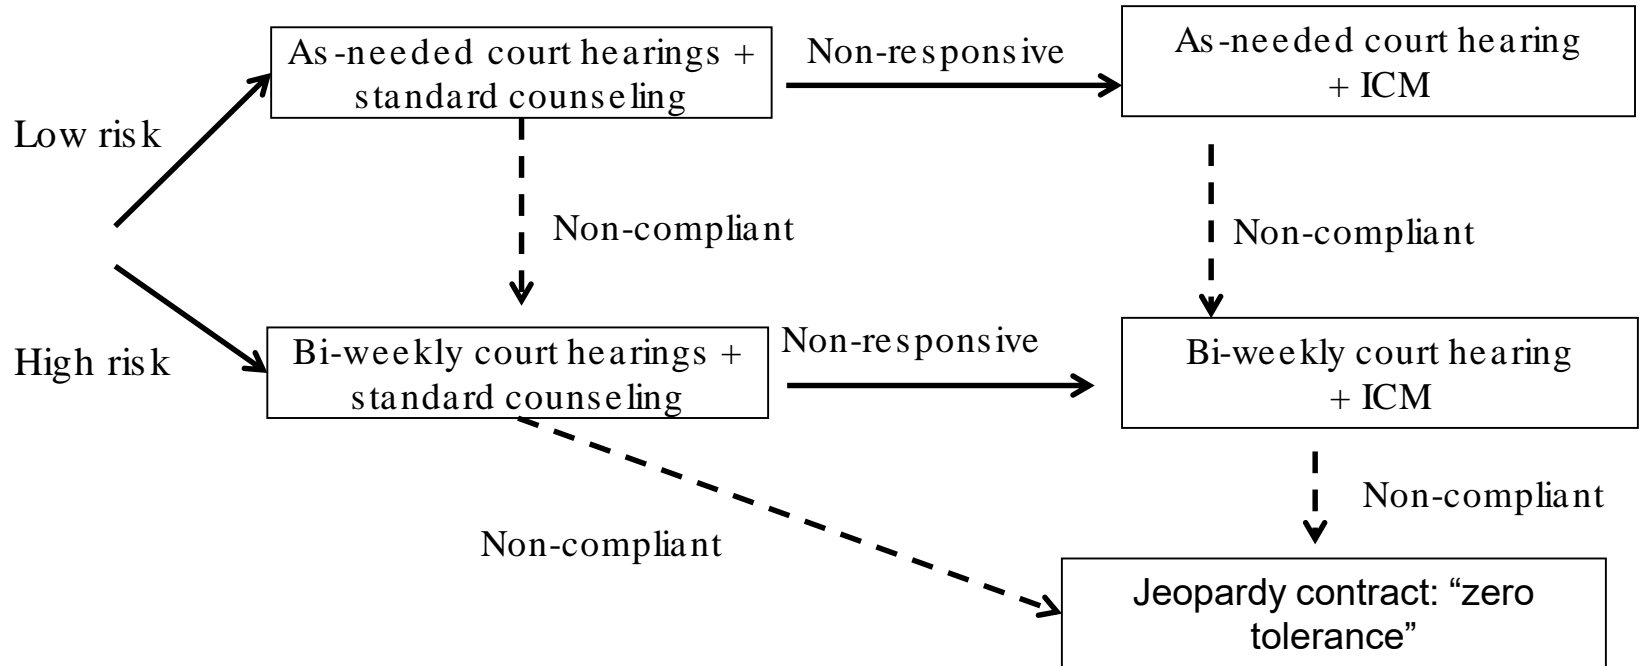 As-needed court hearings +
standard counseling
Non-responsive
As-needed court hearing
+ ICM
Low risk
Non-compliant
Non-compliant
High risk
Bi-weekly court hearings +
standard counseling
Non-responsive
Bi-weekly court hearing
+ ICM
Non-compliant
Non-compliant
Jeopardy contract: “zero
tolerance”